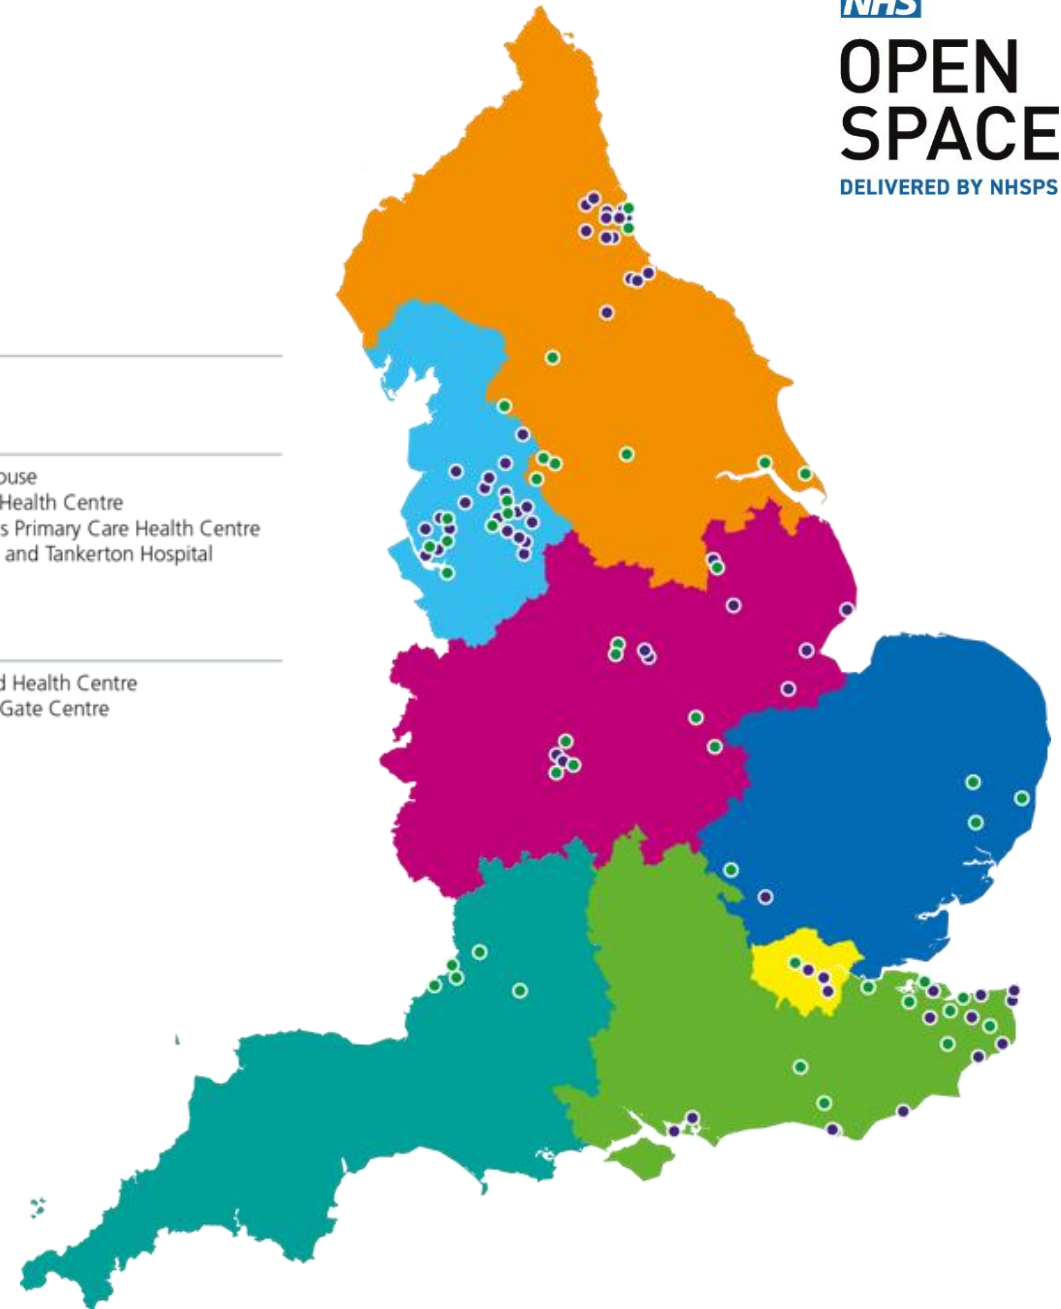 NHS
OPEN
SPACE
DELIVERED BY NHSPS
Health Centre
Primary Care Health Centre
and Tankerton Hospital
Health Centre
Gate Centre